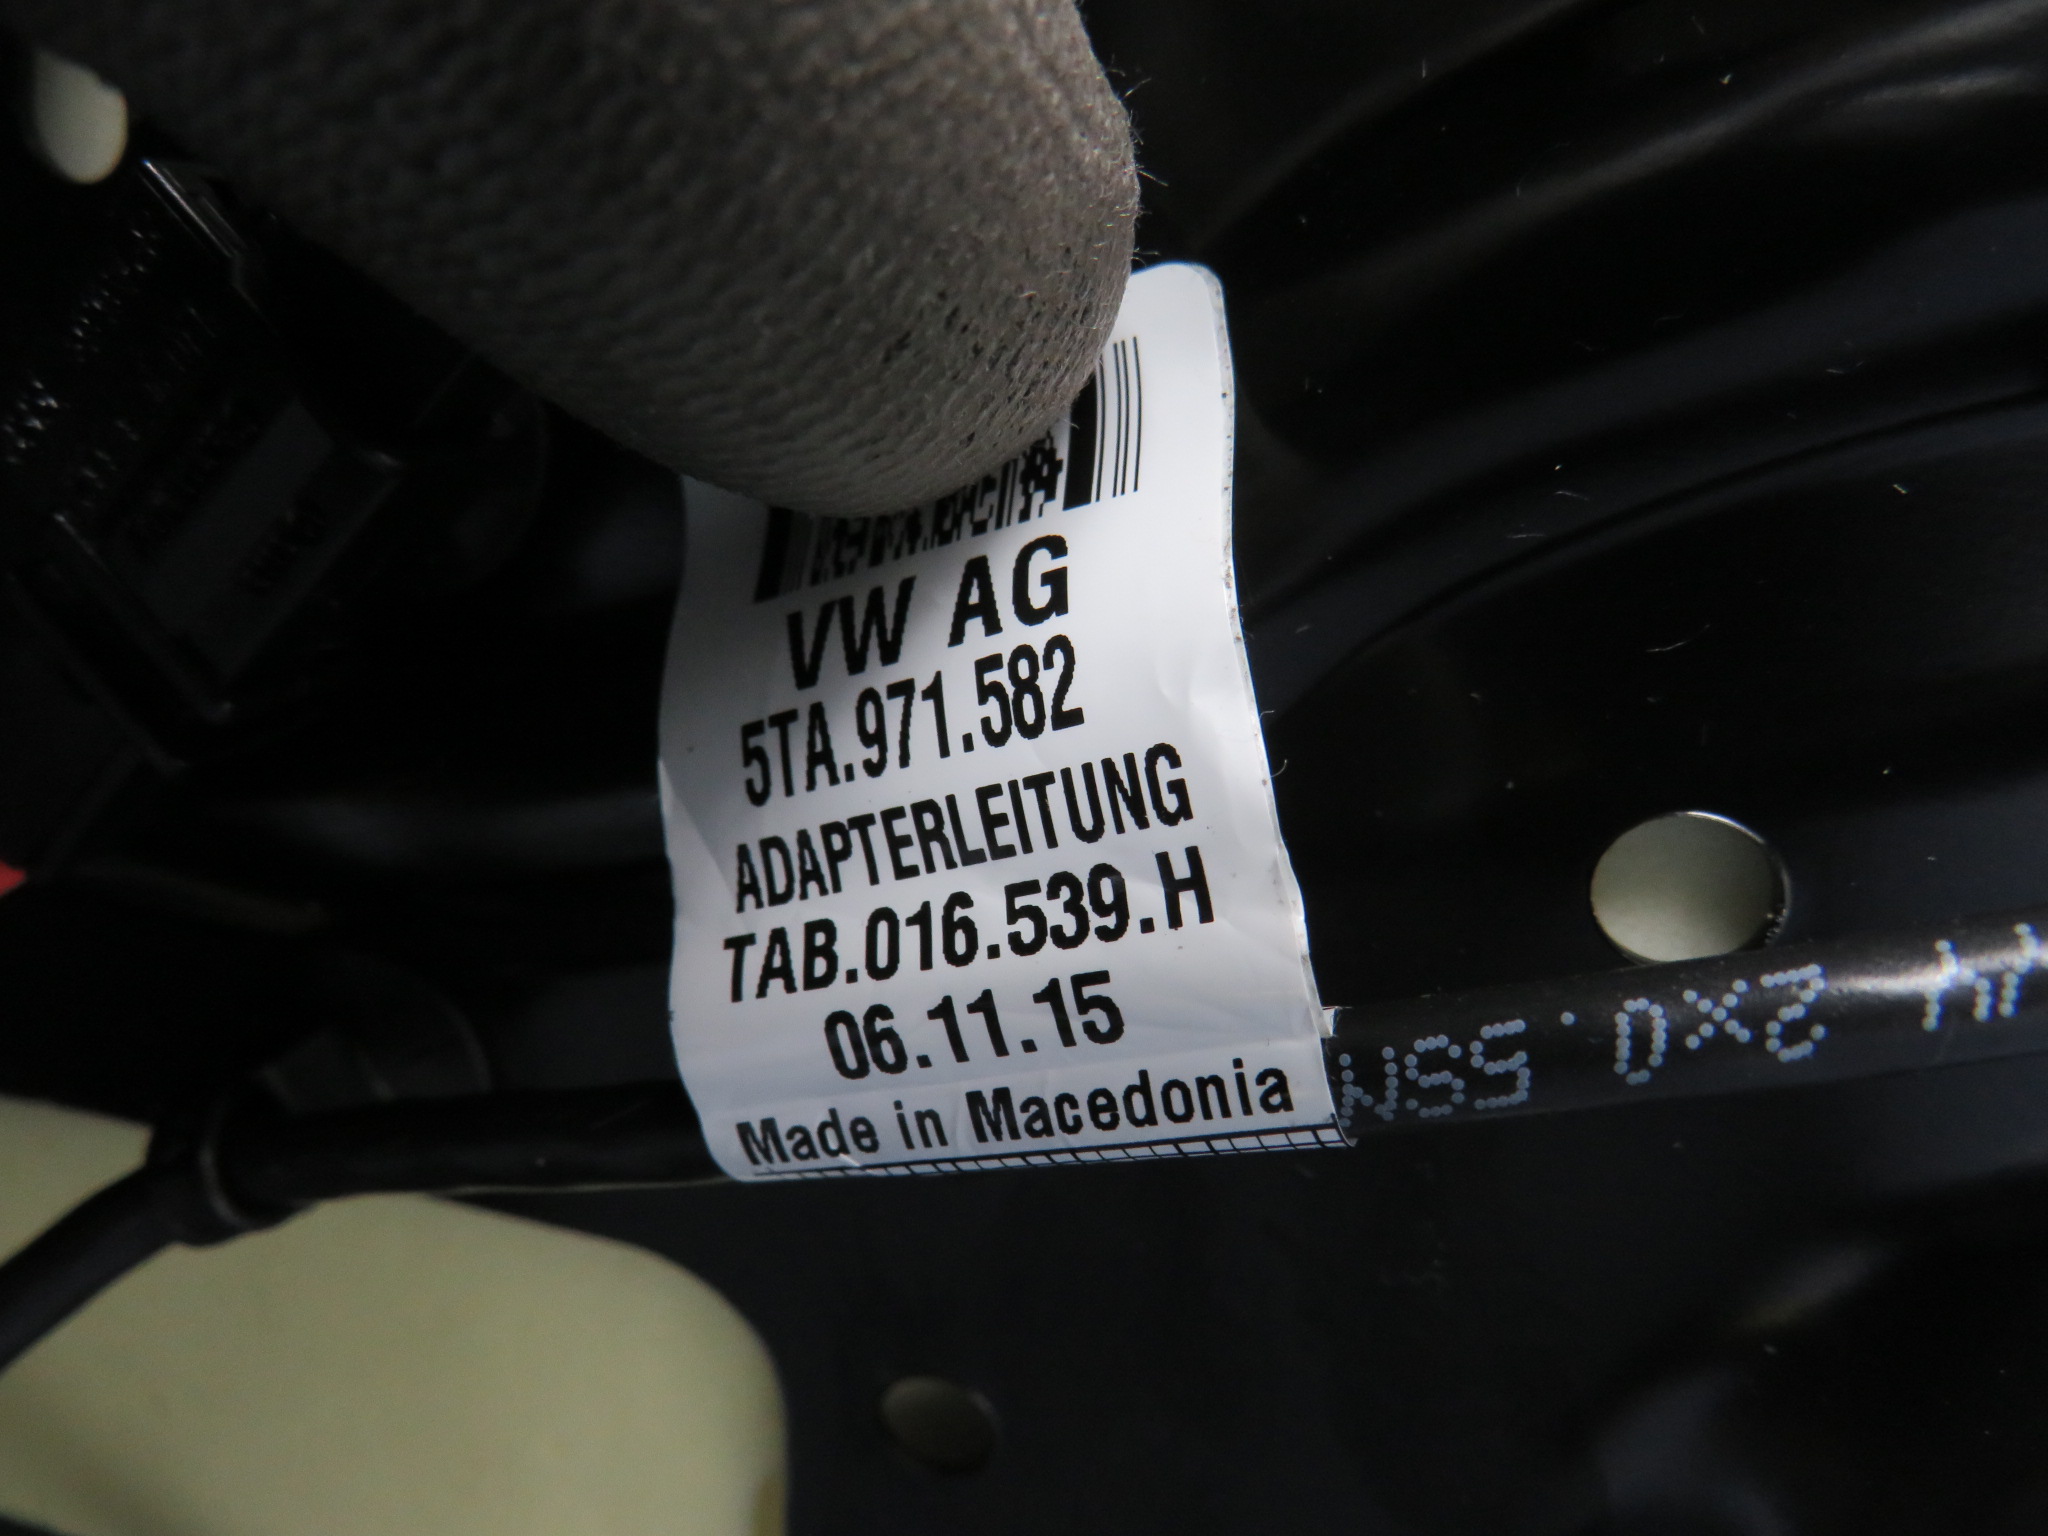 VW AG
5TA.971.582
ADAPTERLEITUNG
TAB.016.539.H
06.11.15
Made in Macedonia